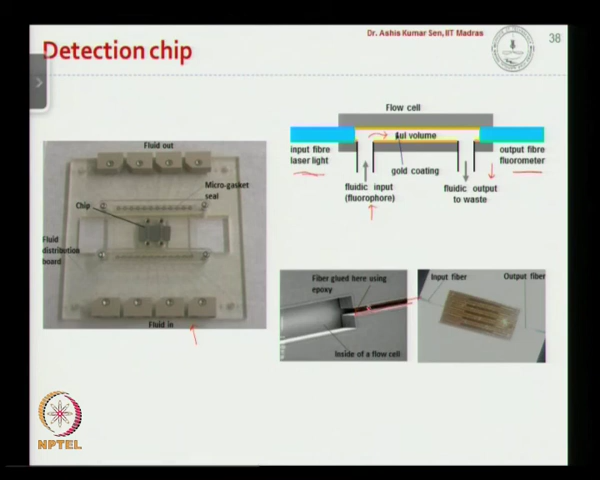 Dr. Ashis Kumar Sen, IIT Madras
38
Detection chip
Fluid out
Micro-gasket
seal
Chip
Fluid
distribution
board
Fluid in
Flow cell
1ul volume
input fibre
laser light
output fibre
fluorometer
gold coating
fluidic input
(fluorophore)
fluidic output
to waste
Fiber glued here using
epoxy
Inside of a flow cell
Input fiber
Output fiber
NPTEL